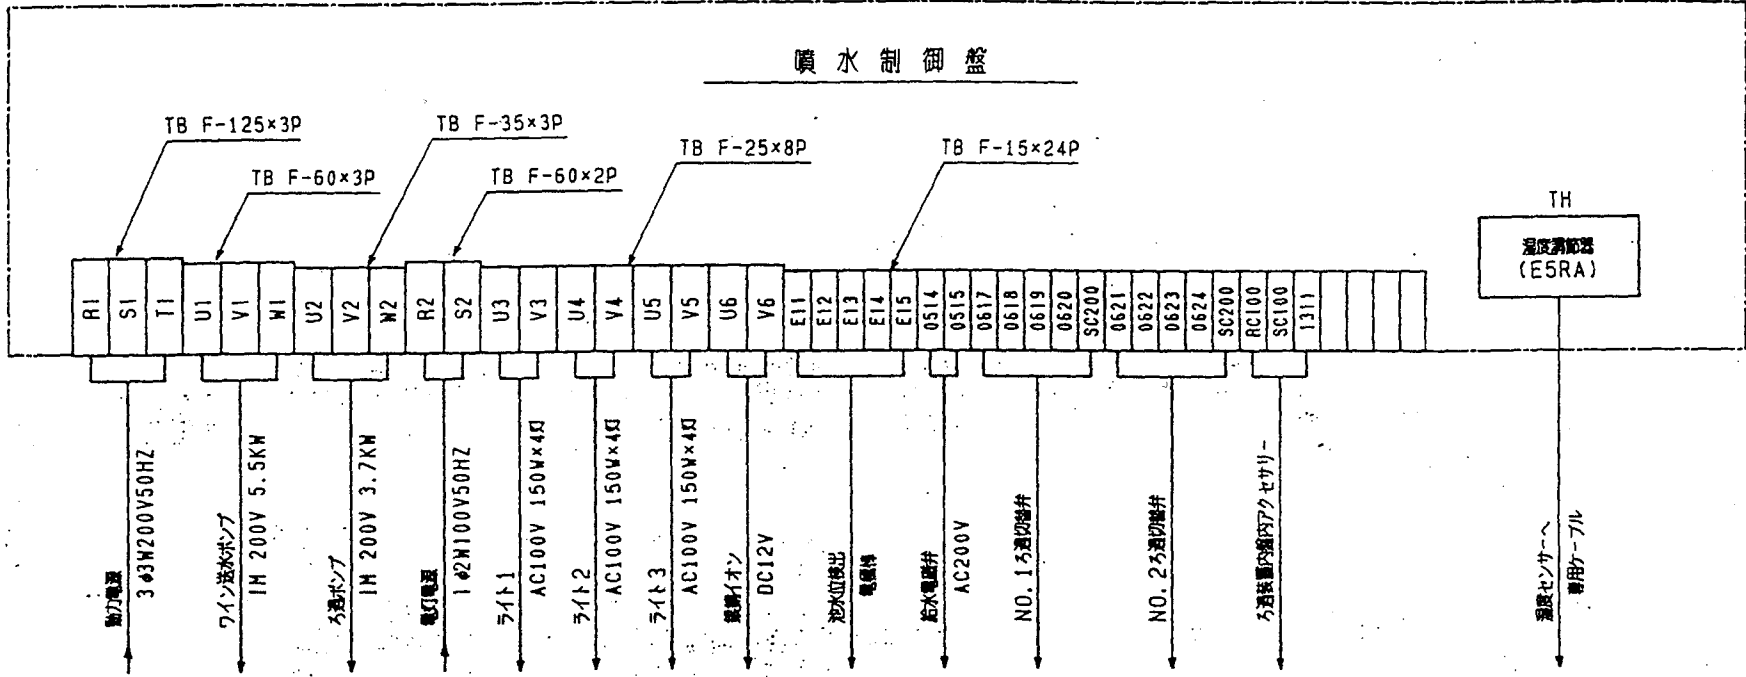 噴水制御盤
TB F-125×3P
TB F-35×3P
TB F-25×8P
TB F-15×24P
TB F-60×3P
TB F-60×2P
TH
温度調節器
(E5RA)
R1
S1
T1
U1
V1
W1
U2
V2
W2
R2
S2
U3
V3
U4
V4
U5
V5
U6
V6
E11
E12
E13
E14
E15
0514
0515
0617
0618
0619
0620
SC200
0621
0622
0623
0624
SC200
RC100
SC100
1311
動力電源
3φ3W200V50HZ
ワイン送水ポンプ
1M 200V 5.5KW
ろ過ポンプ
1M 200V 3.7KW
電灯電源
1φ2W100V50HZ
ライト1
AC100V 150W×4灯
ライト2
AC100V 150W×4灯
ライト3
AC100V 150W×4灯
銀銅イオン
DC12V
池水位検出
電極棒
給水電磁弁
AC200V
NO.1ろ過切替弁
NO.2ろ過切替弁
ろ過装置内盤内アクセサリー
温度センサーへ
専用ケーブル